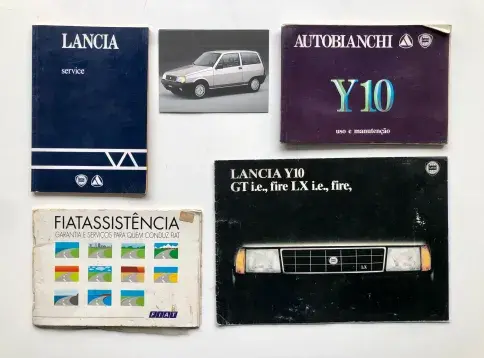 LANCIA
service
AUTOBIANCHI
Y10
uso e manutenção
LANCIA Y10
GT i.e., fire LX i.e., fire,
LX
FIATASSISTÊNCIA
GARANTIA E SERVIÇOS PARA QUEM CONDUZ FIAT
FIAT